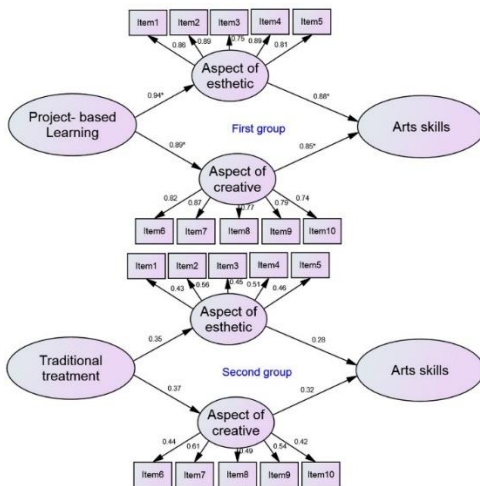 Item1 Item2 Item3 Item4 Item5
0.86 0.89 0.75 0.89 0.81
Aspect of
esthetic
0.94* 0.88*
Project- based
Learning
First group
Arts skills
0.89* 0.85*
Aspect of
creative
0.82 0.87 0.77 0.79 0.74
Item6 Item7 Item8 Item9 Item10
Item1 Item2 Item3 Item4 Item5
0.43 0.56 0.45 0.51 0.46
Aspect of
esthetic
0.35 0.28
Traditional
treatment
Second group
Arts skills
0.37 0.32
Aspect of
creative
0.44 0.61 0.49 0.54 0.42
Item6 Item7 Item8 Item9 Item10